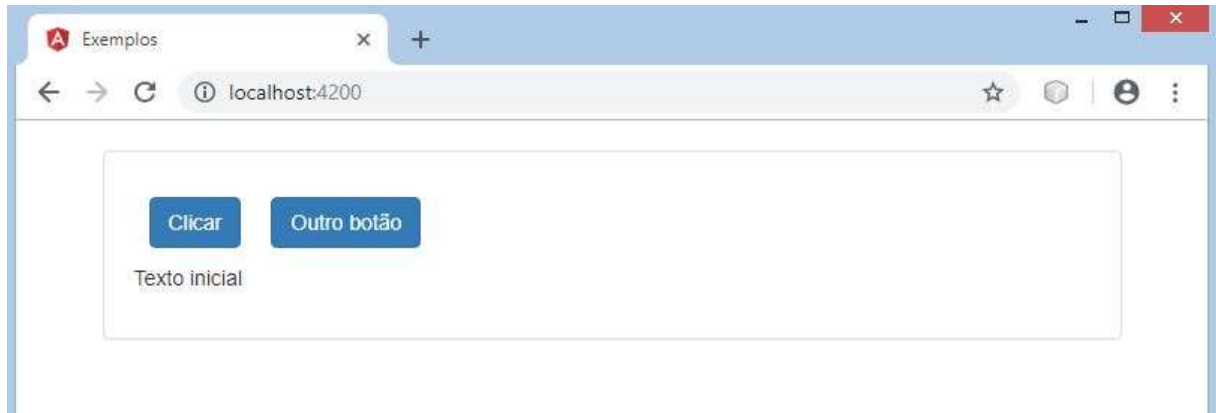 Exemplos
localhost:4200
Clicar
Outro botão
Texto inicial